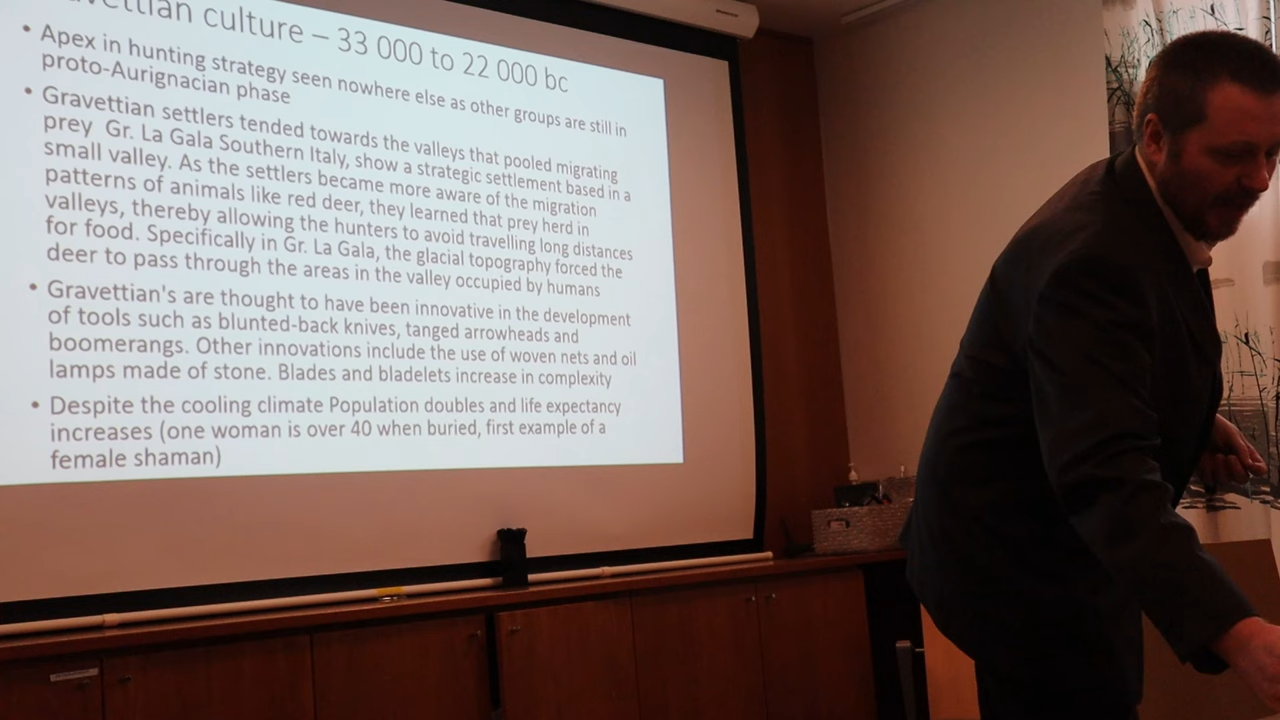 culture – 33 000 to 22 000 bc
• Apex in hunting strategy seen nowhere else as other groups are still in
proto-Aurignacian phase
• Gravettian settlers tended towards the valleys that pooled migrating
prey Gr. La Gala Southern Italy, show a strategic settlement based in a
small valley. As the settlers became more aware of the migration
patterns of animals like red deer, they learned that prey herd in
valleys, thereby allowing the hunters to avoid travelling long distances
for food. Specifically in Gr. La Gala, the glacial topography forced the
deer to pass through the areas in the valley occupied by humans
• Gravettian's are thought to have been innovative in the development
of tools such as blunted-back knives, tanged arrowheads and
boomerangs. Other innovations include the use of woven nets and oil
lamps made of stone. Blades and bladelets increase in complexity
• Despite the cooling climate Population doubles and life expectancy
increases (one woman is over 40 when buried, first example of a
female shaman)